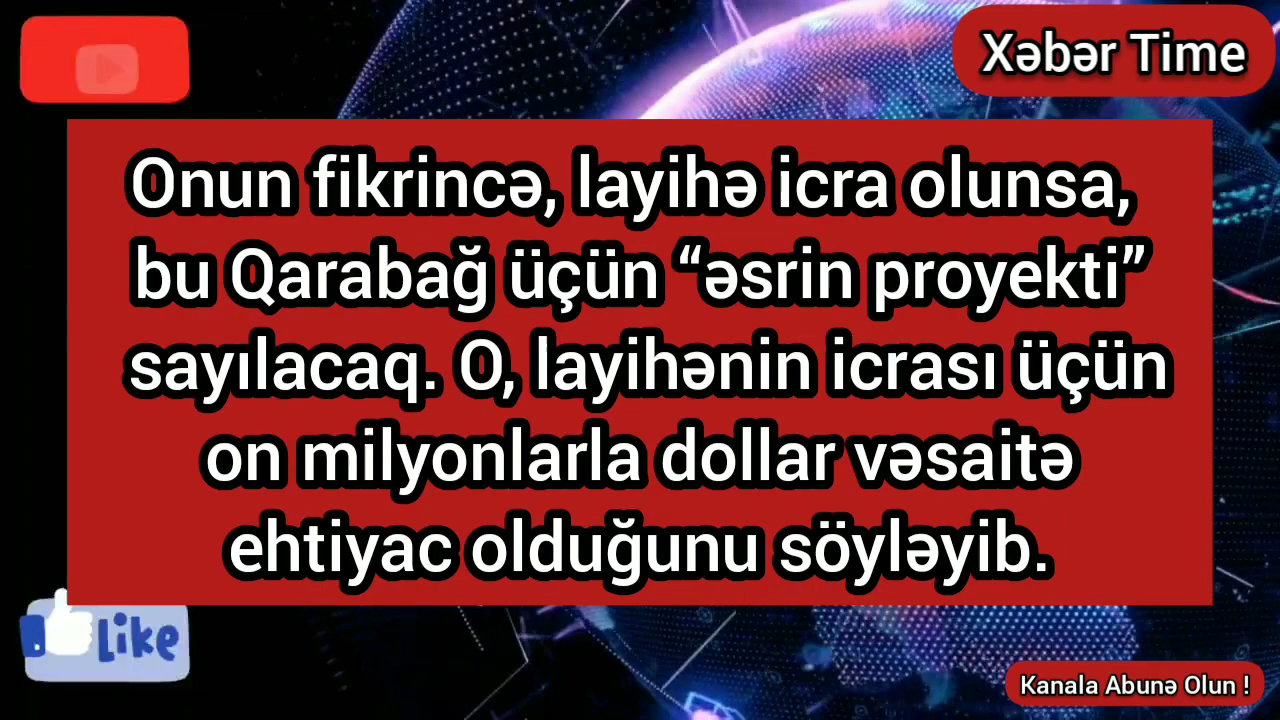 Xəbər Time
Onun fikrincə, layihə icra olunsa,
bu Qarabağ üçün “əsrin proyekti”
sayılacaq. O, layihənin icrası üçün
on milyonlarla dollar vəsaitə
ehtiyac olduğunu söyləyib.
Like
Kanala Abunə Olun !